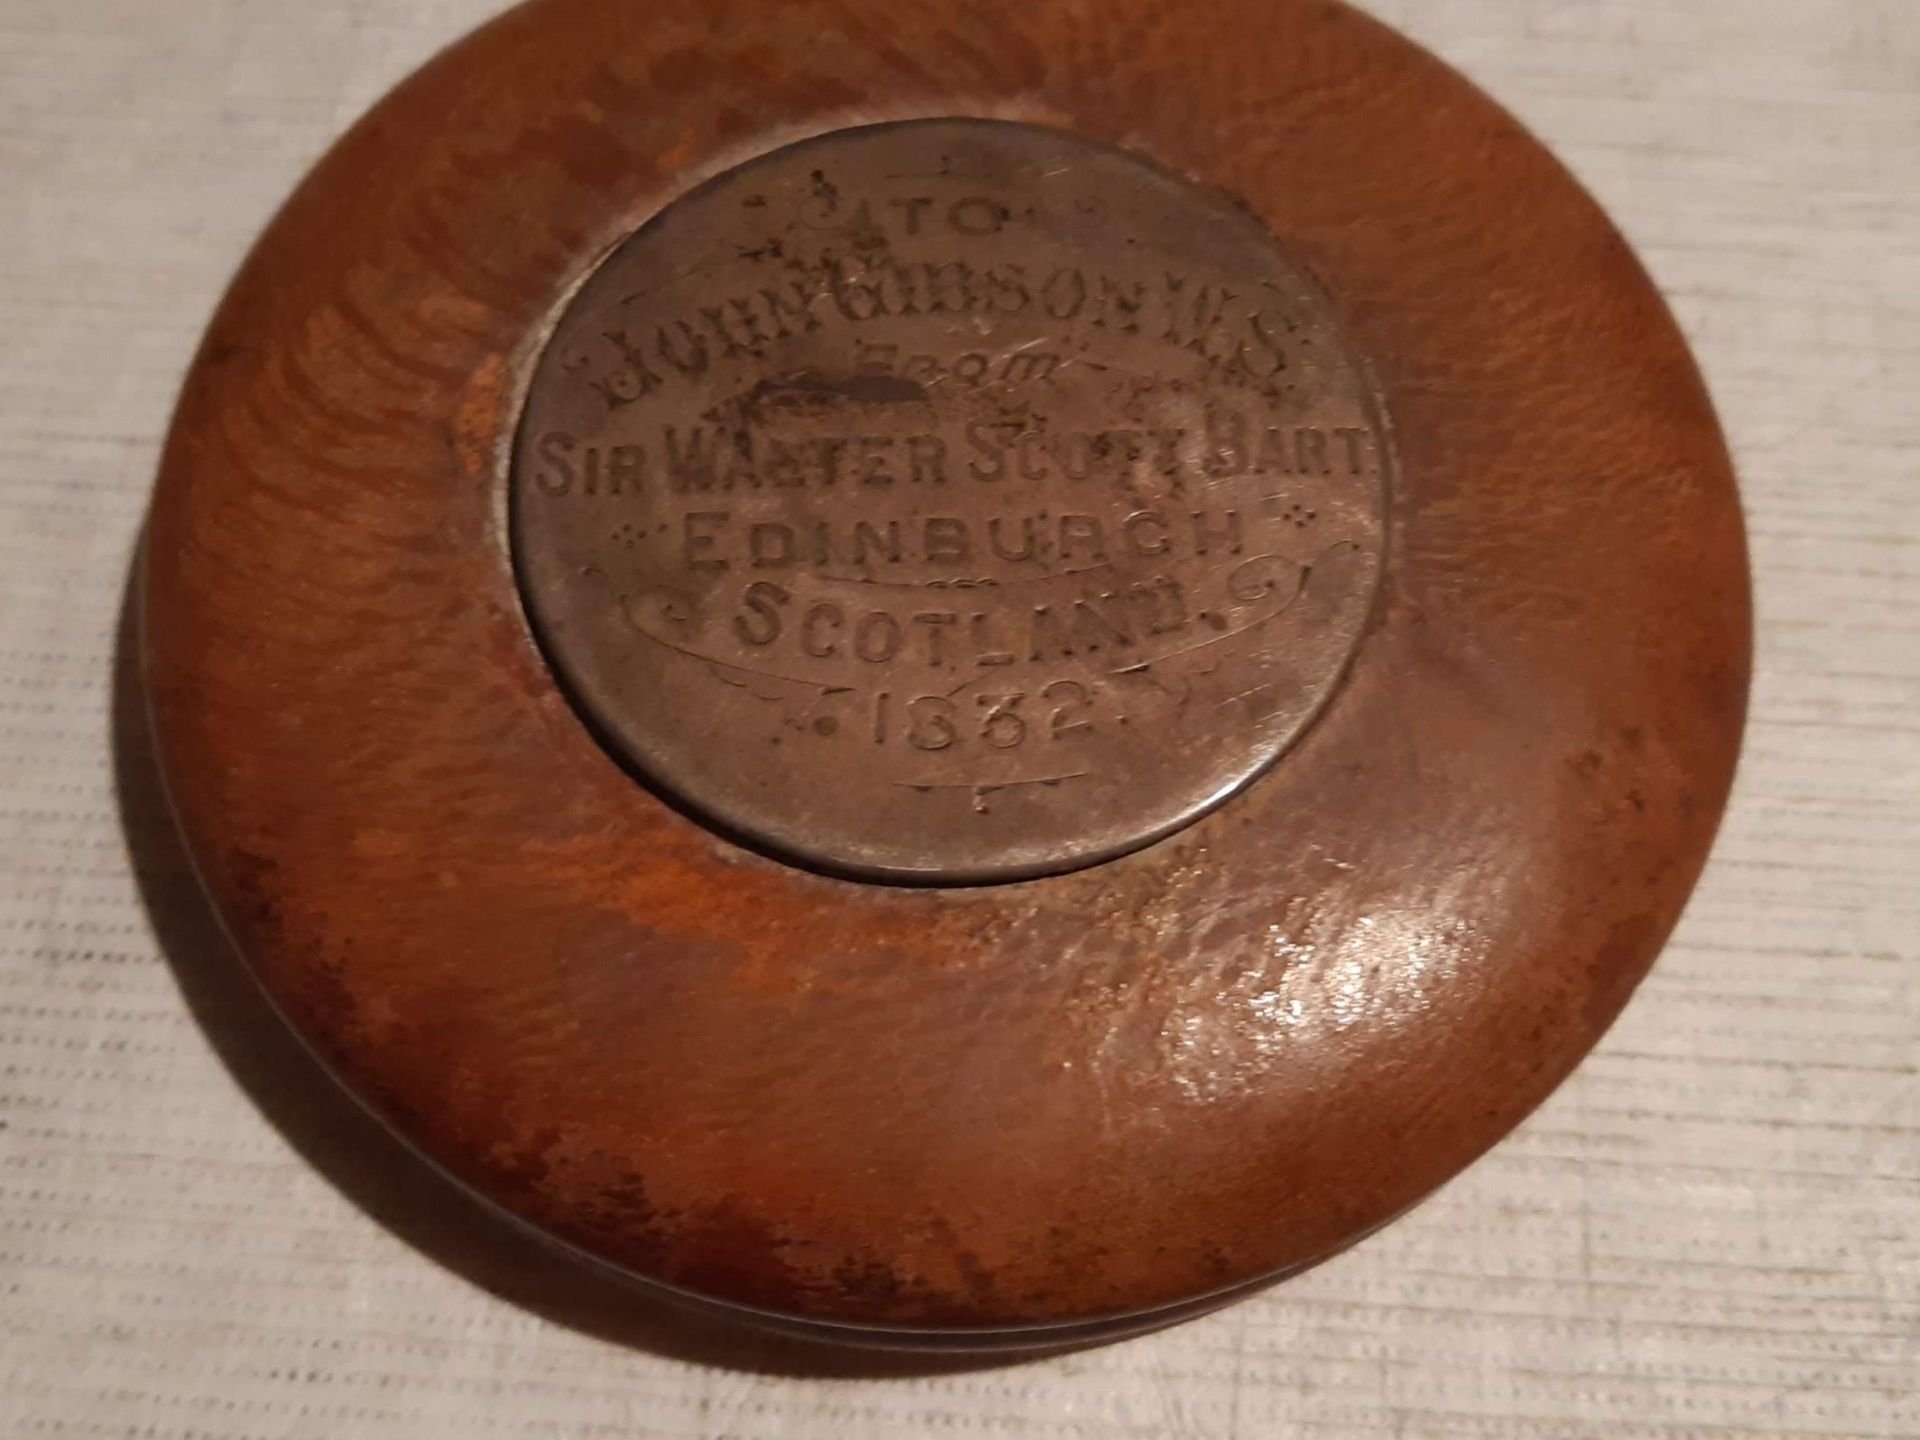 TO
JOHN GIBSON W.S.
From
SIR WALTER SCOTT BART.
EDINBURGH
SCOTLAND.
1832